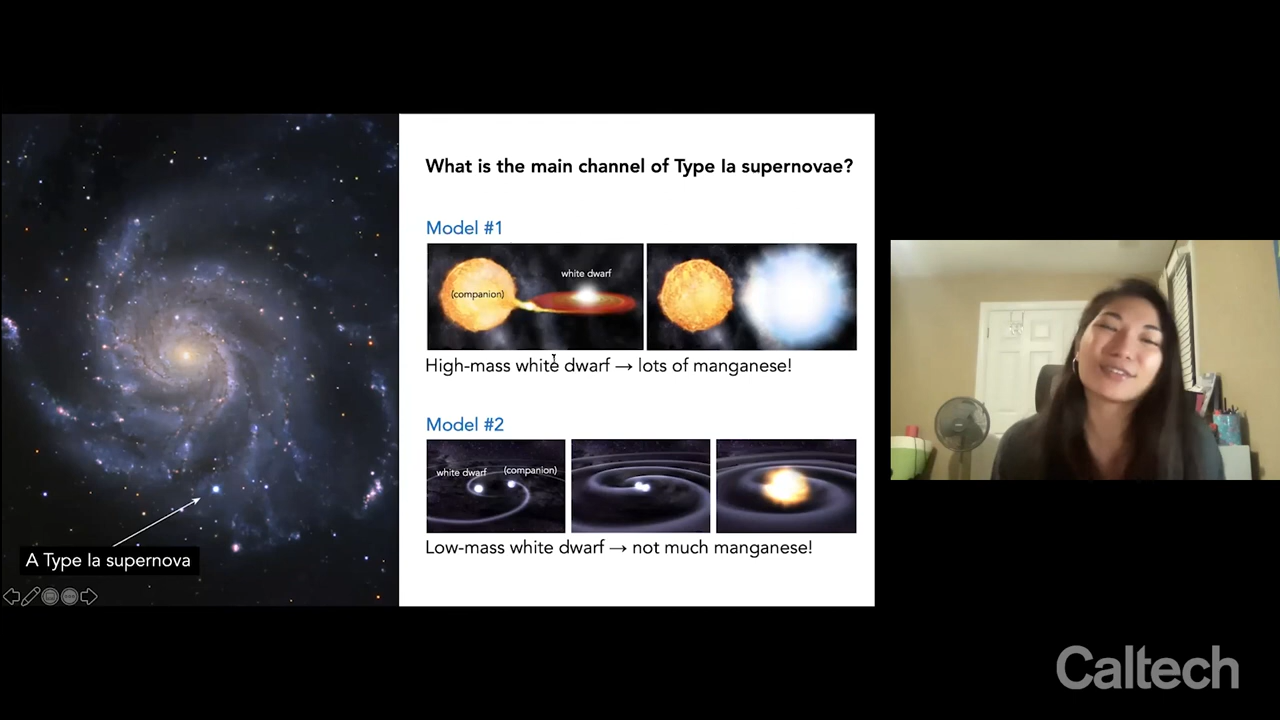 What is the main channel of Type Ia supernovae?
Model #1
(companion)
white dwarf
High-mass white dwarf → lots of manganese!
Model #2
white dwarf
(companion)
Low-mass white dwarf → not much manganese!
A Type Ia supernova
Caltech